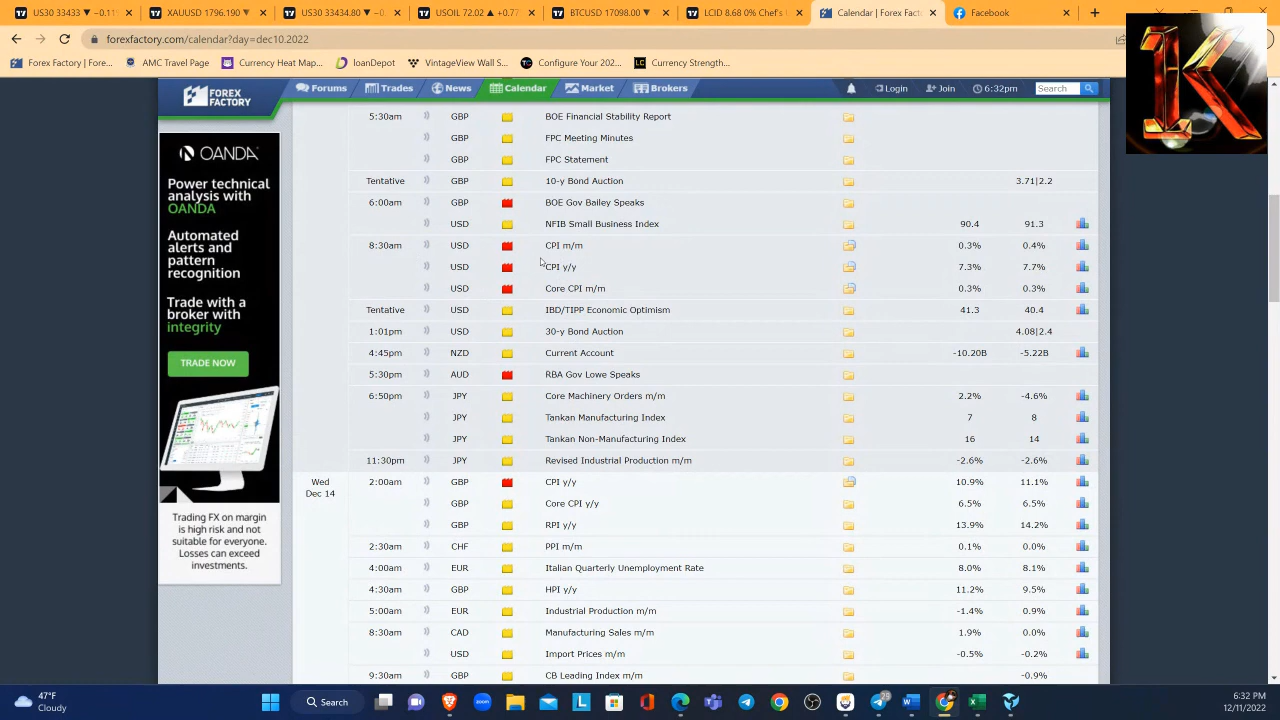 US30 33433 ▼ −0
XAUUSD 1796.190
US30 33434.80 ▼ −0
USOIL 72.02 ▲ +0.77
BTCUSD 17098.00 ▼
LCID 8.68 0% Chef's
Calendar | Forex Facto
Facebook
forexfactory.com/calendar?day=dec10.2022
Forex Factory | Fore...
AMC Travel Page
Currency Heat Map...
loanDepot
Vintage New Wall S...
Configure Your 202...
Currency Strength...
1K
FOREX FACTORY
Forums
Trades
News
Calendar
Market
Brokers
Login
Join
6:32pm
Search
5:30am GBP BOE Financial Stability Report
GBP FPC Meeting Minutes
GBP FPC Statement
Tentative GBP 10-y Bond Auction 3.71|2.2
6:00am GBP BOE Gov Bailey Speaks
USD NFIB Small Business Index 90.4 91.3
8:30am USD CPI m/m 0.3% 0.4%
USD CPI y/y 7.3% 7.7%
USD Core CPI m/m 0.3% 0.3%
Tentative USD IBD/TIPP Economic Optimism 41.3 40.4
1:01pm USD 30-y Bond Auction 4.08|2.4
4:45pm NZD Current Account -10.20B -5.22B
5:30pm AUD RBA Gov Lowe Speaks
6:50pm JPY Core Machinery Orders m/m 2.2% -4.6%
JPY Tankan Manufacturing Index 7 8
JPY Tankan Non-Manufacturing Index 16 14
11:30pm JPY Revised Industrial Production m/m -2.6% -2.6%
Wed 2:00am GBP CPI y/y 10.9% 11.1%
Dec 14
GBP Core CPI y/y 6.5% 6.5%
GBP RPI y/y 13.9% 14.2%
2:30am CHF PPI m/m 0.1% 0.0%
4:00am EUR Italian Quarterly Unemployment Rate 8.0% 8.1%
4:30am GBP HPI y/y 11.2% 9.5%
5:00am EUR Industrial Production m/m -1.4% 0.9%
8:30am CAD Manufacturing Sales m/m 1.9% 0.0%
USD Import Prices m/m -0.5% -0.2%
9:30am GBP CB Leading Index m/m -0.9%
OANDA
Power technical
analysis with
OANDA
Automated
alerts and
pattern
recognition
Trade with a
broker with
integrity
TRADE NOW
Trading FX on margin
is high risk and not
suitable for everyone.
Losses can exceed
investments.
47°F
Cloudy
Search
25
6:32 PM
12/11/2022